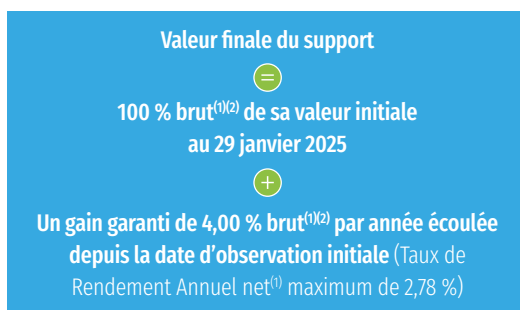 Valeur finale du support
=
100 % brut(1)(2) de sa valeur initiale
au 29 janvier 2025
+
Un gain garanti de 4,00 % brut(1)(2) par année écoulée
depuis la date d’observation initiale (Taux de
Rendement Annuel net(1) maximum de 2,78 %)